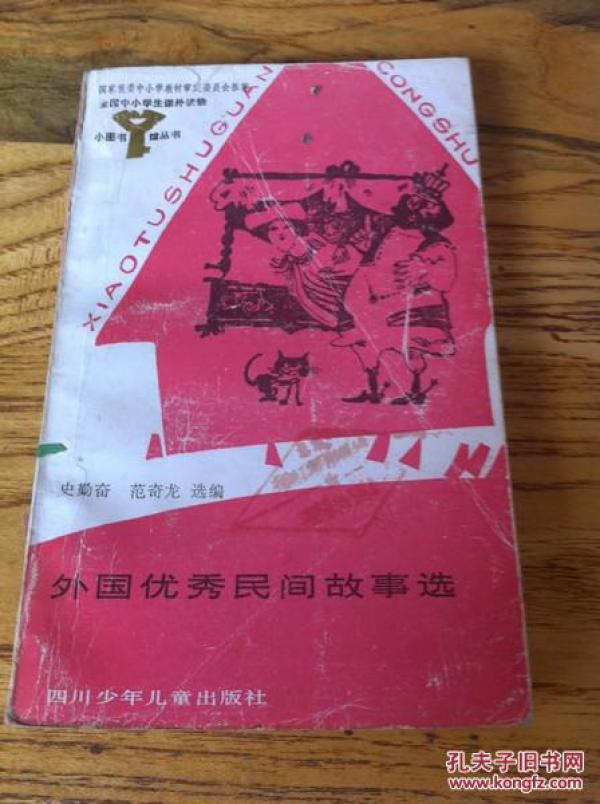 国家教委中小学教材审定委员会推荐
全国中小学生课外读物
小图书馆丛书
XIAOTUSHUGUAN
CONGSHU
史勤奋 范奇龙 选编
外国优秀民间故事选
四川少年儿童出版社
孔夫子旧书网
www.kongfz.com